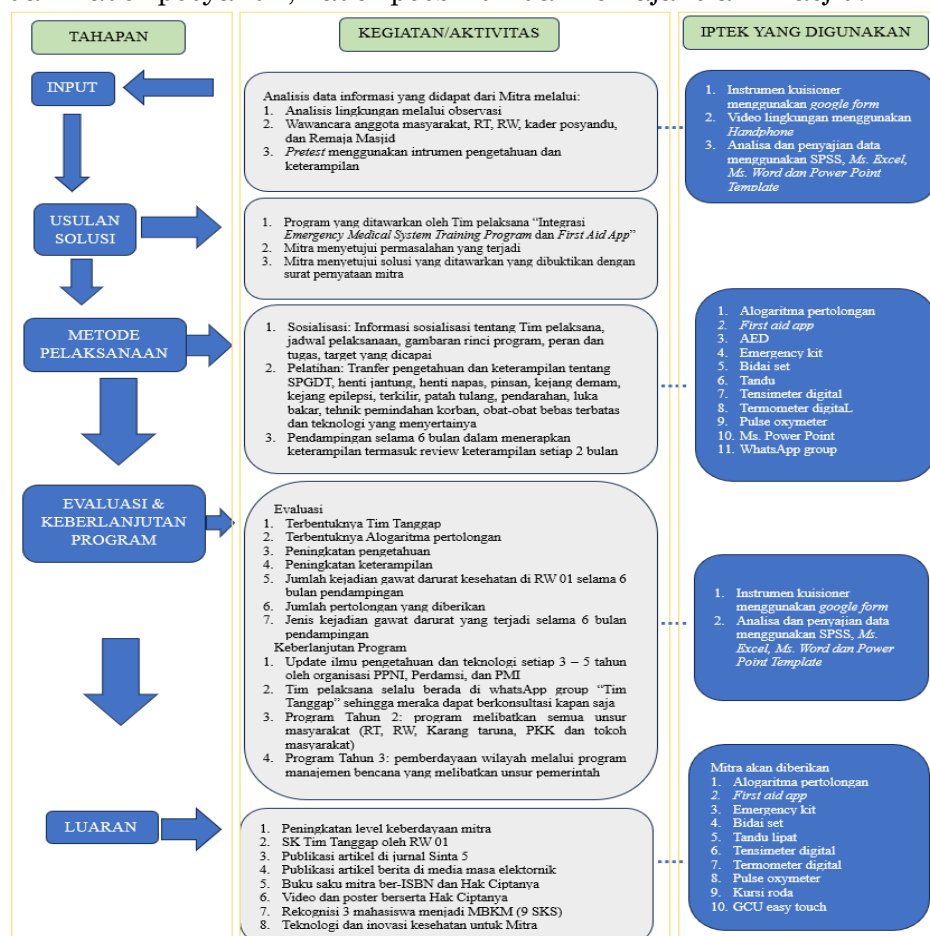 TAHAPAN
KEGIATAN/AKTIVITAS
IPTEK YANG DIGUNAKAN
INPUT
Analisis data informasi yang didapat dari Mitra melalui:
1. Analisis lingkungan melalui observasi
2. Wawancara anggota masyarakat, RT, RW, kader posyandu,
dan Remaja Masjid
3. Pretest menggunakan intrumen pengetahuan dan
keterampilan
1. Instrumen kuisioner
menggunakan google form
2. Video lingkungan menggunakan
Handphone
3. Analisa dan penyajian data
menggunakan SPSS, Ms. Excel,
Ms. Word dan Power Point
Template
USULAN
SOLUSI
1. Program yang ditawarkan oleh Tim pelaksana “Integrasi
Emergency Medical System Training Program dan First Aid App”
2. Mitra menyetujui permasalahan yang terjadi
3. Mitra menyetujui solusi yang ditawarkan yang dibuktikan dengan
surat pernyataan mitra
METODE
PELAKSANAAN
1. Sosialisasi: Informasi sosialisasi tentang Tim pelaksana,
jadwal pelaksanaan, gambaran rinci program, peran dan
tugas, target yang dicapai
2. Pelatihan: Tranfer pengetahuan dan keterampilan tentang
SPGDT, henti jantung, henti napas, pinsan, kejang demam,
kejang epilepsi, terkilir, patah tulang, pendarahan, luka
bakar, tehnik pemindahan korban, obat-obat bebas terbatas
dan teknologi yang menyertainya
3. Pendampingan selama 6 bulan dalam menerapkan
keterampilan termasuk review keterampilan setiap 2 bulan
1. Alogaritma pertolongan
2. First aid app
3. AED
4. Emergency kit
5. Bidai set
6. Tandu
7. Tensimeter digital
8. Termometer digitaL
9. Pulse oxymeter
10. Ms. Power Point
11. WhatsApp group
EVALUASI &
KEBERLANJUTAN
PROGRAM
Evaluasi
1. Terbentuknya Tim Tanggap
2. Terbentuknya Alogaritma pertolongan
3. Peningkatan pengetahuan
4. Peningkatan keterampilan
5. Jumlah kejadian gawat darurat kesehatan di RW 01 selama 6
bulan pendampingan
6. Jumlah pertolongan yang diberikan
7. Jenis kejadian gawat darurat yang terjadi selama 6 bulan
pendampingan
Keberlanjutan Program
1. Update ilmu pengetahuan dan teknologi setiap 3 – 5 tahun
oleh organisasi PPNI, Perdamsi, dan PMI
2. Tim pelaksana selalu berada di whatsApp group “Tim
Tanggap” sehingga meraka dapat berkonsultasi kapan saja
3. Program Tahun 2: program melibatkan semua unsur
masyarakat (RT, RW, Karang taruna, PKK dan tokoh
masyarakat)
4. Program Tahun 3: pemberdayaan wilayah melalui program
manajemen bencana yang melibatkan unsur pemerintah
1. Instrumen kuisioner
menggunakan google form
2. Analisa dan penyajian data
menggunakan SPSS, Ms.
Excel, Ms. Word dan Power
Point Template
LUARAN
1. Peningkatan level keberdayaan mitra
2. SK Tim Tanggap oleh RW 01
3. Publikasi artikel di jurnal Sinta 5
4. Publikasi artikel berita di media masa elektornik
5. Buku saku mitra ber-ISBN dan Hak Ciptanya
6. Video dan poster berserta Hak Ciptanya
7. Rekognisi 3 mahasiswa menjadi MBKM (9 SKS)
8. Teknologi dan inovasi kesehatan untuk Mitra
Mitra akan diberikan
1. Alogaritma pertolongan
2. First aid app
3. Emergency kit
4. Bidai set
5. Tandu lipat
6. Tensimeter digital
7. Termometer digital
8. Pulse oxymeter
9. Kursi roda
10. GCU easy touch